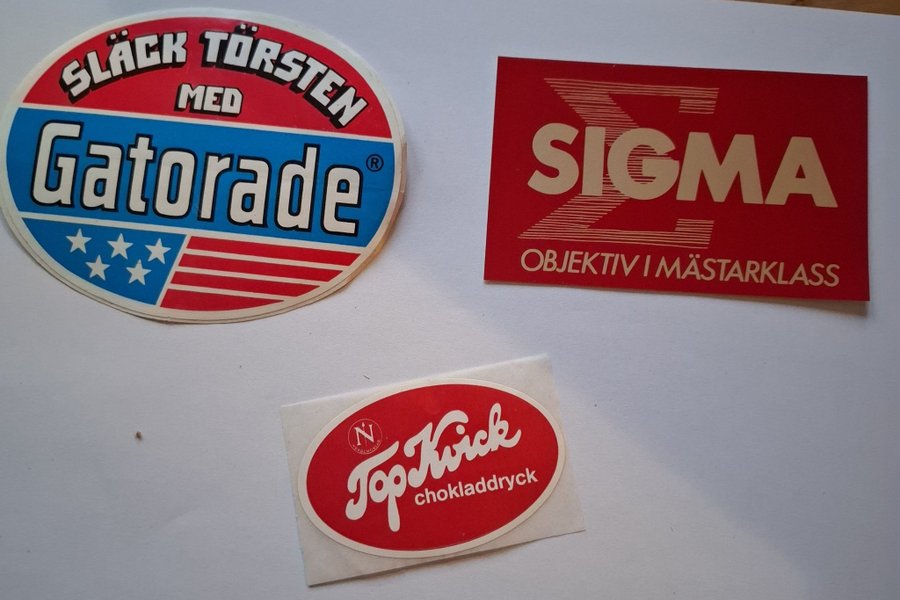 SLÄCK TÖRSTEN
MED
Gatorade®
SIGMA
OBJEKTIV I MÄSTARKLASS
N
TopKvick
chokladdryck